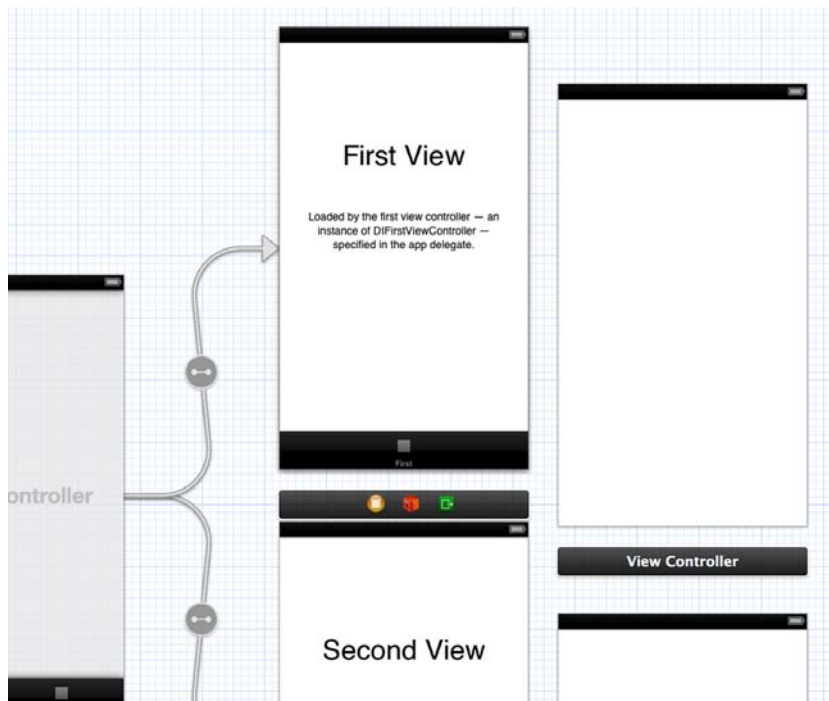 First View
Loaded by the first view controller — an
instance of DIFirstViewController —
specified in the app delegate.
First
ontroller
View Controller
Second View